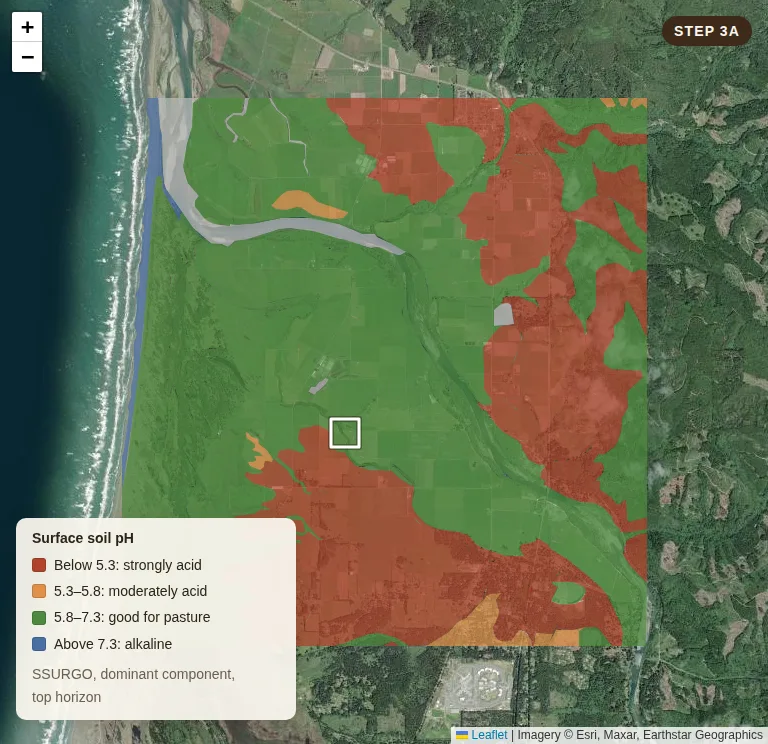 +
−
STEP 3A
Surface soil pH
Below 5.3: strongly acid
5.3–5.8: moderately acid
5.8–7.3: good for pasture
Above 7.3: alkaline
SSURGO, dominant component,
top horizon
Leaflet | Imagery © Esri, Maxar, Earthstar Geographics